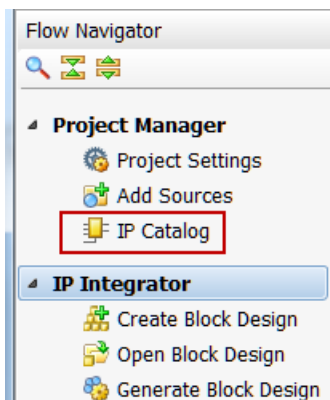 Flow Navigator
Project Manager
Project Settings
Add Sources
IP Catalog
IP Integrator
Create Block Design
Open Block Design
Generate Block Design